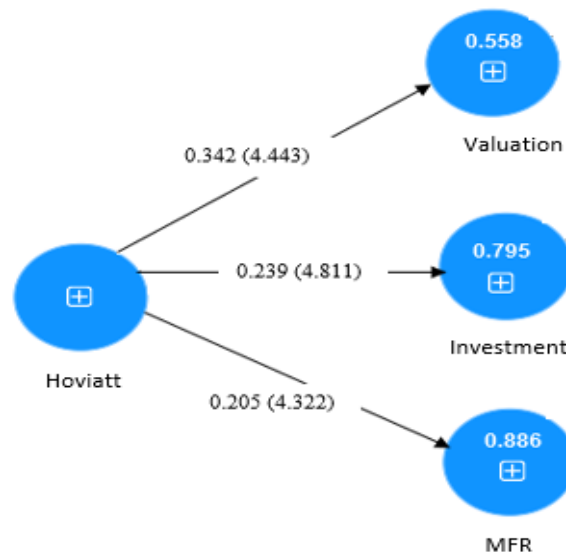 0.558
Valuation
0.342 (4.443)
0.795
0.239 (4.811)
Investment
Hoviatt
0.205 (4.322)
0.886
MFR